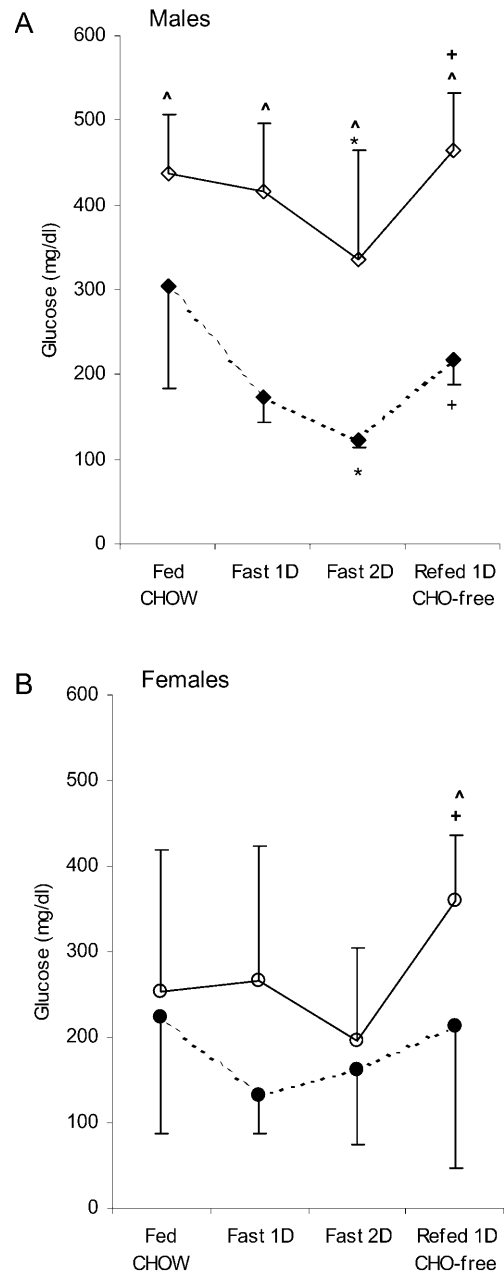 A Males
600
500
400
300
200
100
0
Glucose (mg/dl)
^
^
^
*
+
^
*
+
Fed CHOW
Fast 1D
Fast 2D
Refed 1D CHO-free
B Females
600
500
400
300
200
100
0
Glucose (mg/dl)
^
+
Fed CHOW
Fast 1D
Fast 2D
Refed 1D CHO-free